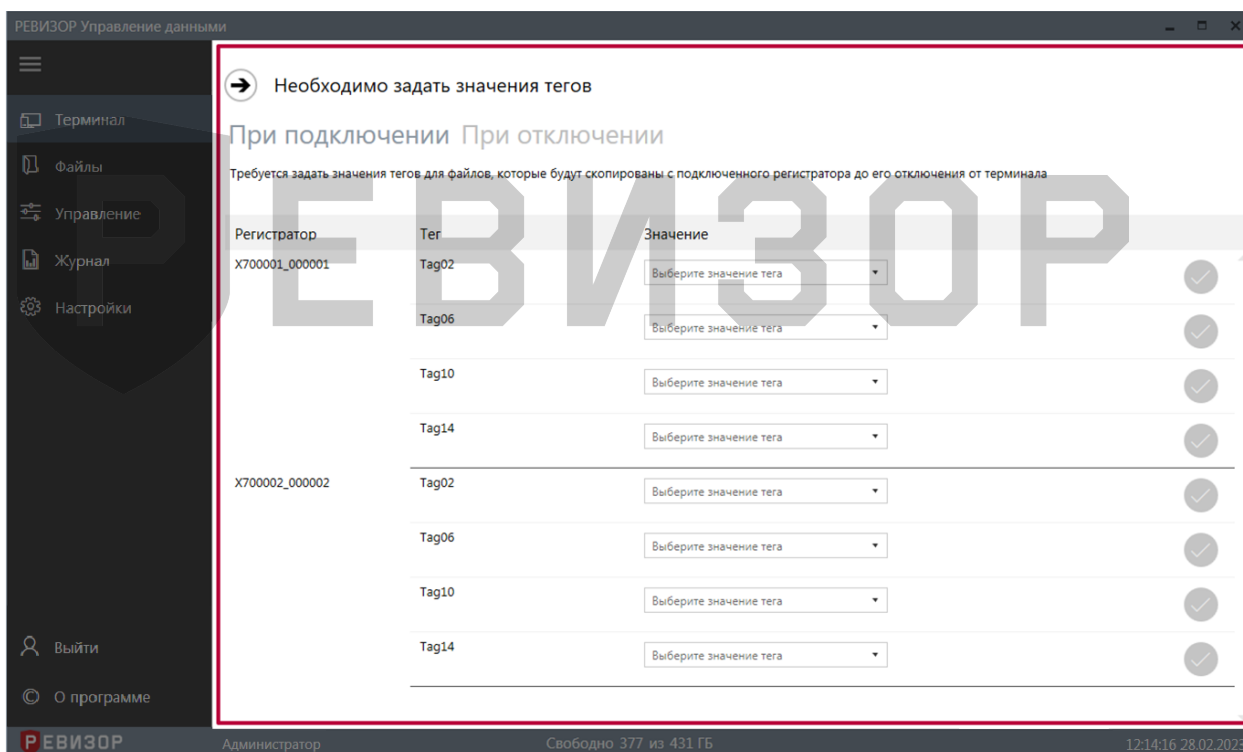 РЕВИЗОР Управление данными
Необходимо задать значения тегов
Терминал
Файлы
Управление
Журнал
Настройки
При подключении При отключении
Требуется задать значения тегов для файлов, которые будут скопированы с подключенного регистратора до его отключения от терминала
РЕВИЗОР
Регистратор Тег Значение
X700001_000001 Tag02 Выберите значение тега
Tag06 Выберите значение тега
Tag10 Выберите значение тега
Tag14 Выберите значение тега
X700002_000002 Tag02 Выберите значение тега
Tag06 Выберите значение тега
Tag10 Выберите значение тега
Tag14 Выберите значение тега
Выйти
О программе
РЕВИЗОР Администратор Свободно 377 из 431 ГБ 12:14:16 28.02.2023